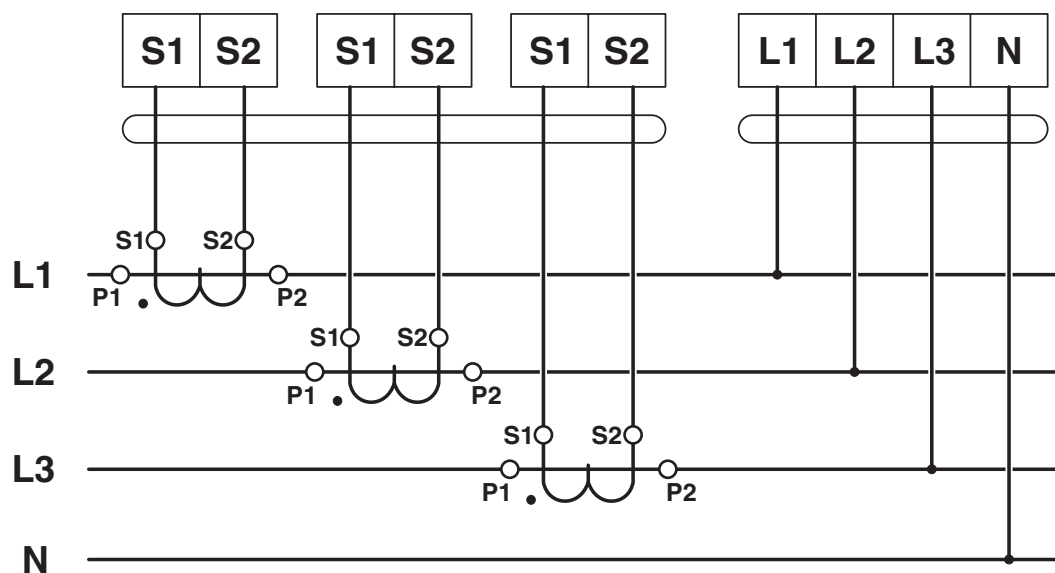 S1 S2 S1 S2 S1 S2 L1 L2 L3 N
S1 S2
L1
P1 P2
S1 S2
L2
P1 P2
S1 S2
L3
P1 P2
N